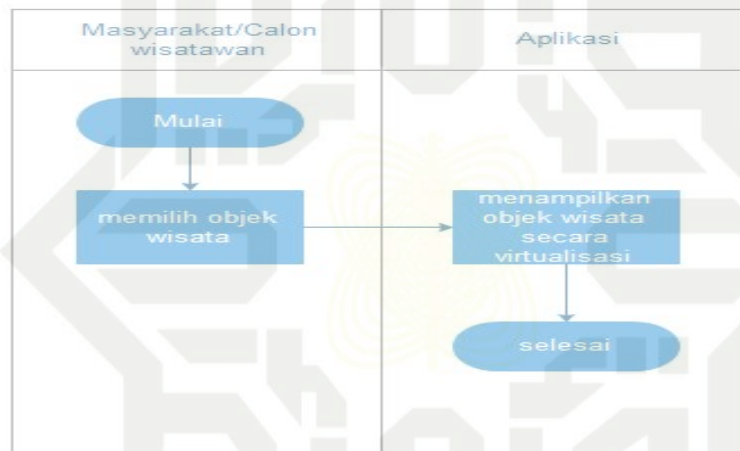 Masyarakat/Calon
wisatawan
Aplikasi
Mulai
memilih objek
wisata
menampilkan
objek wisata
secara
virtualisasi
selesai